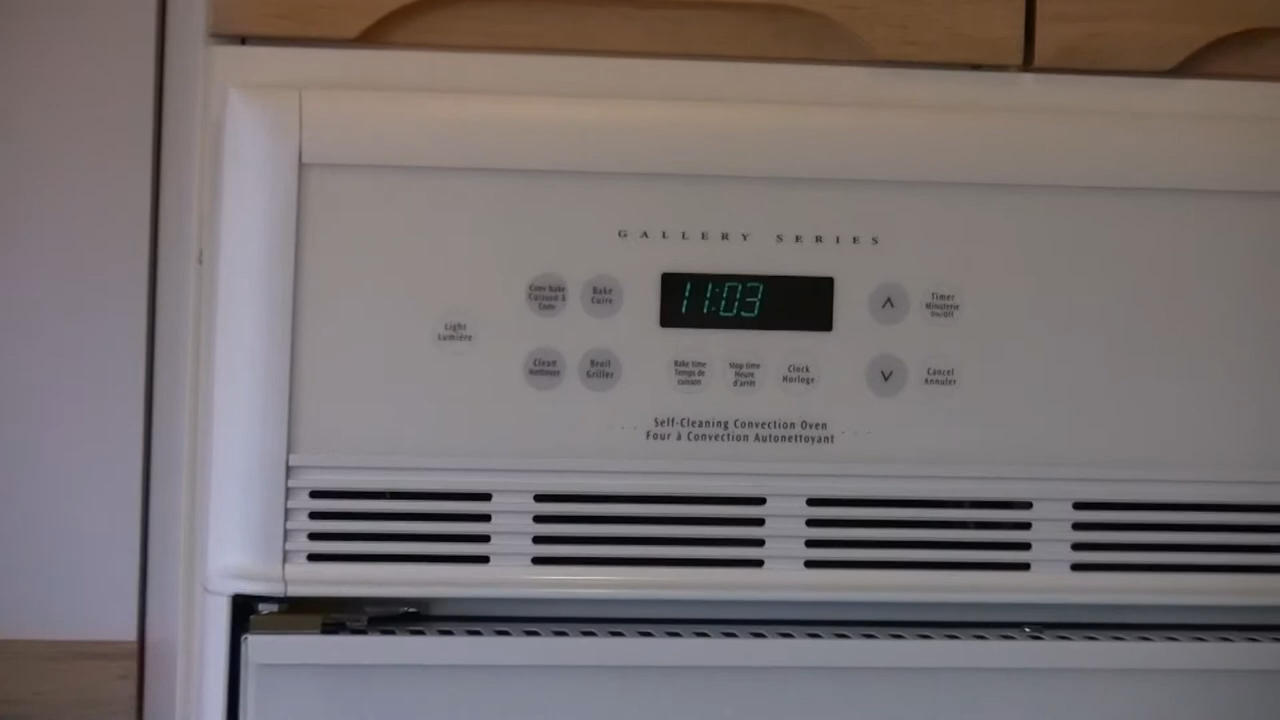 GALLERY SERIES
Conv bake
Cuisson à
Conv
Bake
Cuire
11:03
Timer
Minuterie
On/Off
Light
Lumière
Clean
Nettoyer
Broil
Griller
Bake time
Temps de
cuisson
Stop time
Heure
d'arrêt
Clock
Horloge
Cancel
Annuler
Self-Cleaning Convection Oven
Four à Convection Autonettoyant